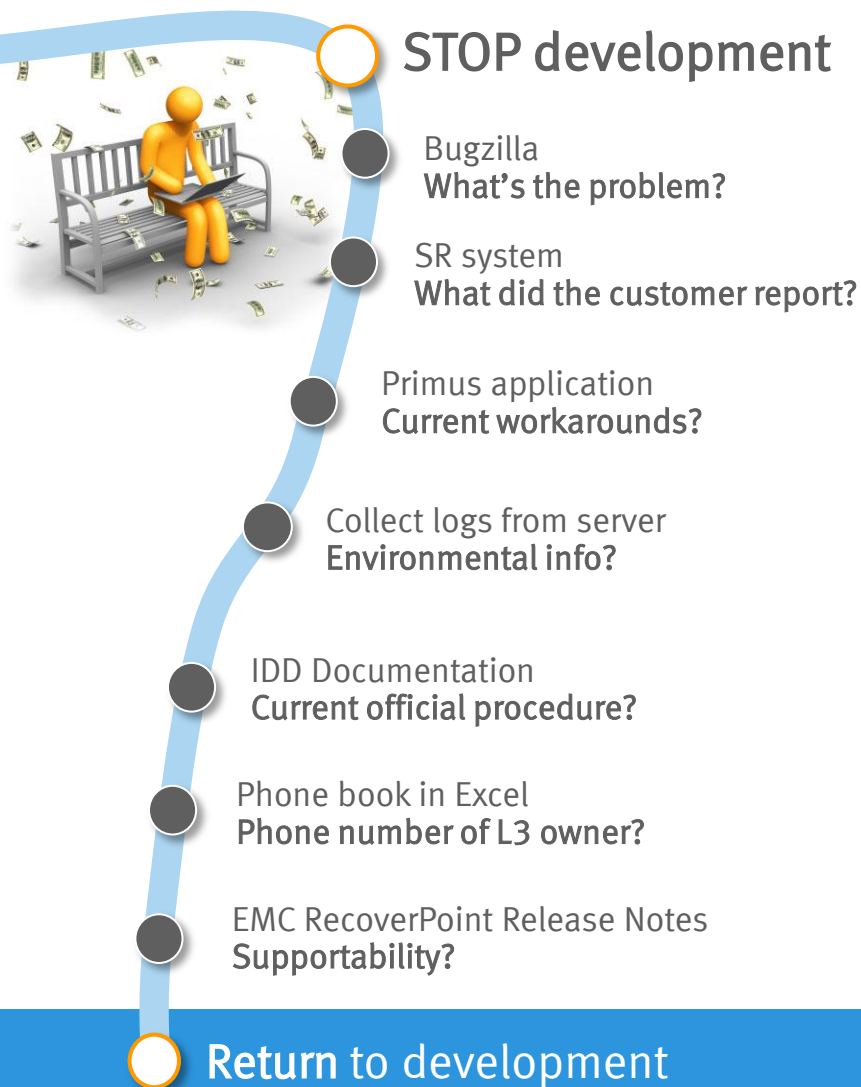 STOP development
Bugzilla
What's the problem?
SR system
What did the customer report?
Primus application
Current workarounds?
Collect logs from server
Environmental info?
IDD Documentation
Current official procedure?
Phone book in Excel
Phone number of L3 owner?
EMC RecoverPoint Release Notes
Supportability?
Return to development